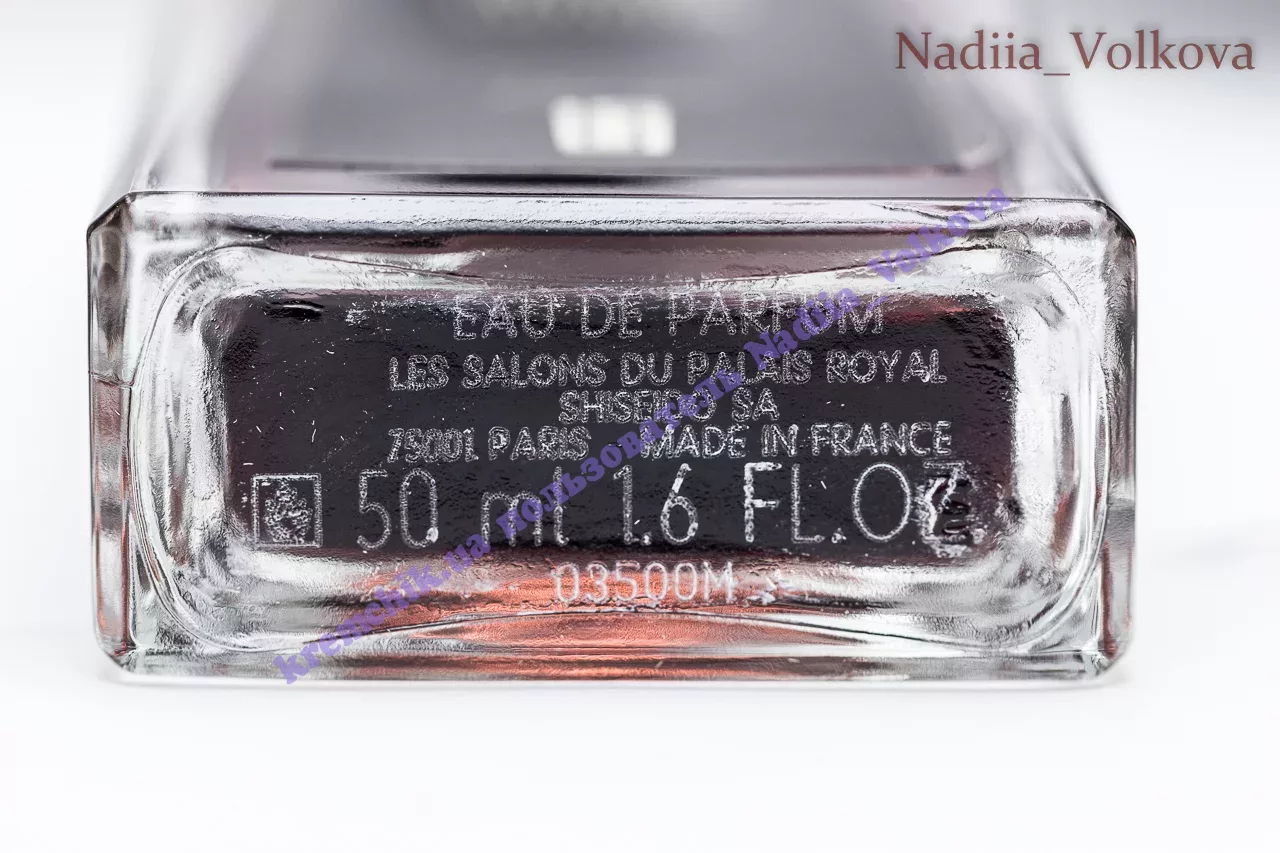 Nadiia_Volkova
EAU DE PARFUM
LES SALONS DU PALAIS ROYAL
SHISEIDO SA
75001 PARIS MADE IN FRANCE
50 ml 1.6 FL.OZ
03500M
kremchik.ua пользователь Nadiia_Volkova